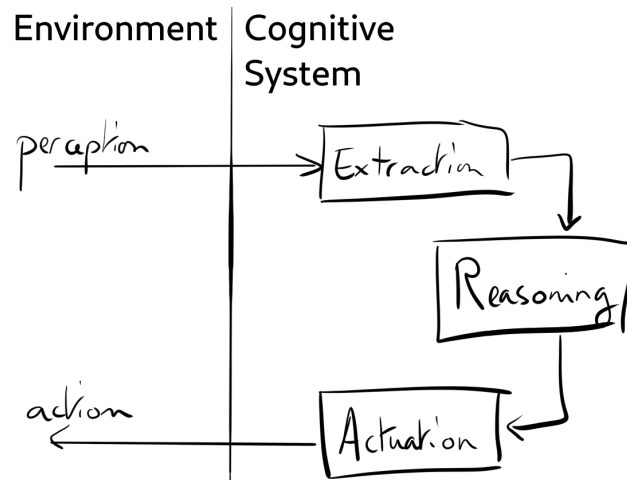 Environment
Cognitive
System
perception
Extraction
Reasoning
action
Actuation